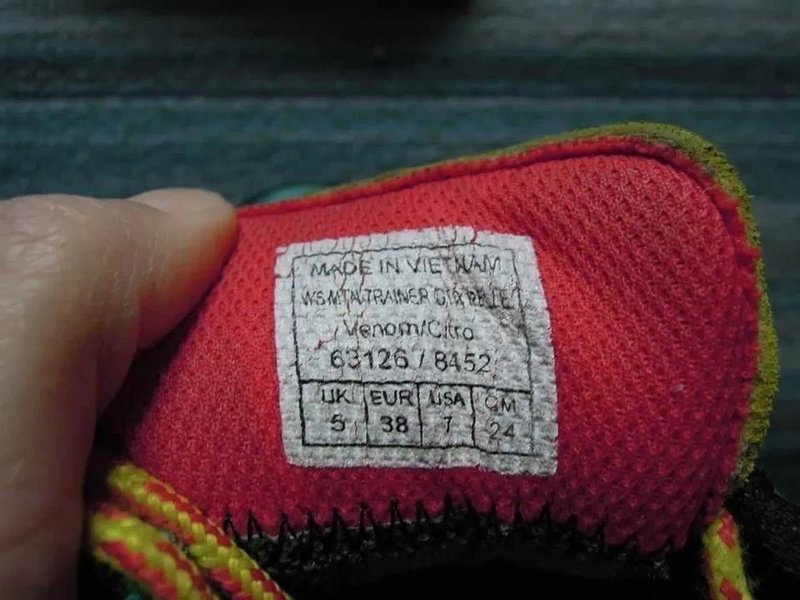 MADE IN VIETNAM
WS MTN TRAINER GTX
Venom/Citro
63126 / 8452
UK EUR USA CM
5 38 7 24